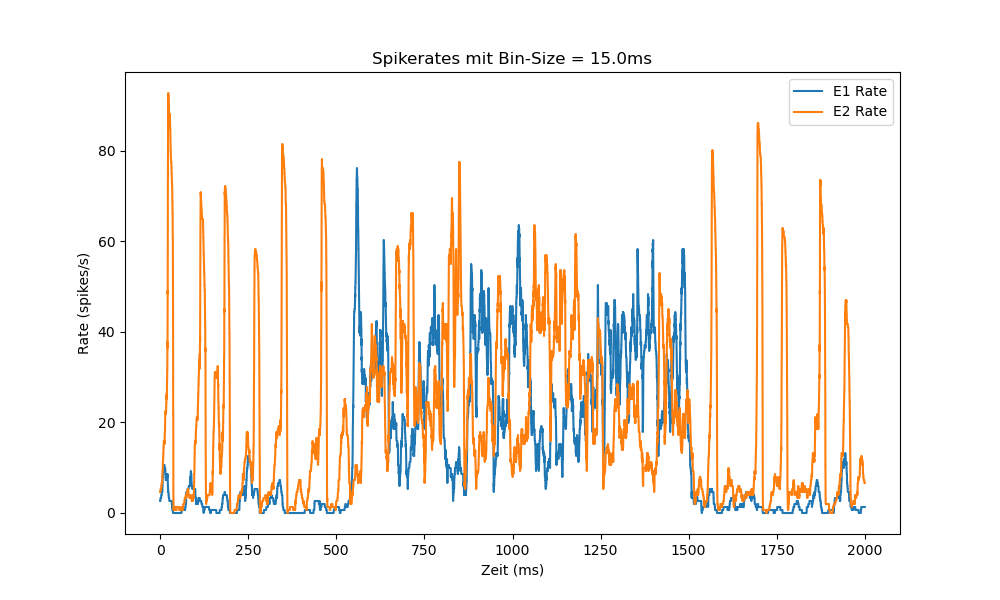 Spikerates mit Bin-Size = 15.0ms
E1 Rate
E2 Rate
Rate (spikes/s)
80
60
40
20
0
0 250 500 750 1000 1250 1500 1750 2000
Zeit (ms)